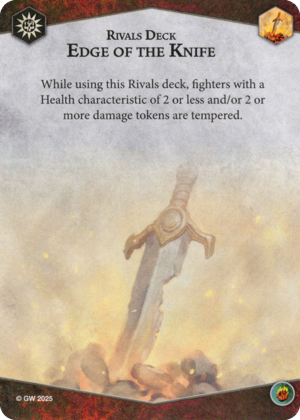 Rivals Deck
Edge of the Knife
While using this Rivals deck, fighters with a
Health characteristic of 2 or less and/or 2 or
more damage tokens are tempered.
© GW 2025